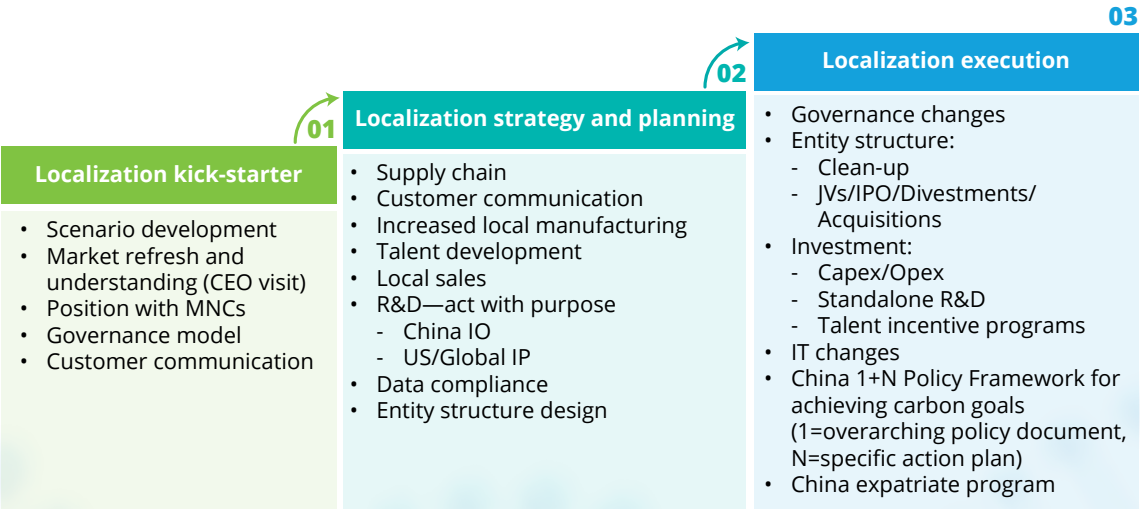 01
Localization kick-starter
• Scenario development
• Market refresh and
understanding (CEO visit)
• Position with MNCs
• Governance model
• Customer communication
02
Localization strategy and planning
• Supply chain
• Customer communication
• Increased local manufacturing
• Talent development
• Local sales
• R&D—act with purpose
- China IO
- US/Global IP
• Data compliance
• Entity structure design
03
Localization execution
• Governance changes
• Entity structure:
- Clean-up
- JVs/IPO/Divestments/
Acquisitions
• Investment:
- Capex/Opex
- Standalone R&D
- Talent incentive programs
• IT changes
• China 1+N Policy Framework for
achieving carbon goals
(1=overarching policy document,
N=specific action plan)
• China expatriate program